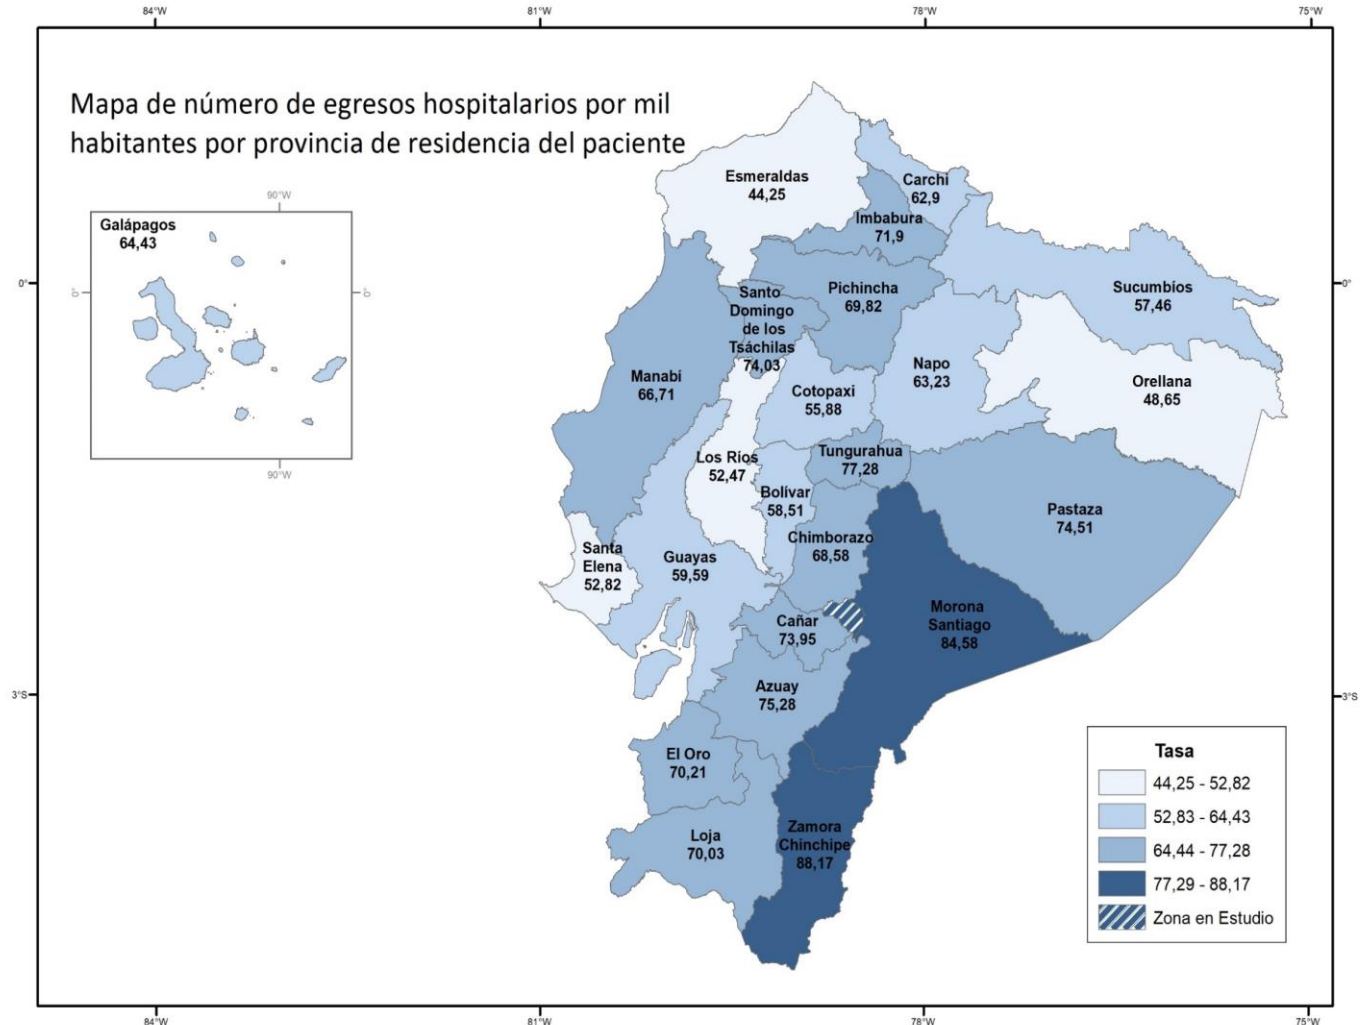 84°W
81°W
78°W
75°W
Mapa de número de egresos hospitalarios por mil
habitantes por provincia de residencia del paciente
90°W
Galápagos
64,43
0°
0°
90°W
0°
0°
3°S
3°S
Esmeraldas
44,25
Carchi
62,9
Imbabura
71,9
Pichincha
69,82
Sucumbíos
57,46
Santo
Domingo
de los
Tsáchilas
74,03
Napo
63,23
Orellana
48,65
Manabí
66,71
Cotopaxi
55,88
Los Ríos
52,47
Tungurahua
77,28
Bolívar
58,51
Pastaza
74,51
Chimborazo
68,58
Santa
Elena
52,82
Guayas
59,59
Cañar
73,95
Morona
Santiago
84,58
Azuay
75,28
El Oro
70,21
Loja
70,03
Zamora
Chinchipe
88,17
Tasa
44,25 - 52,82
52,83 - 64,43
64,44 - 77,28
77,29 - 88,17
Zona en Estudio
84°W
81°W
78°W
75°W